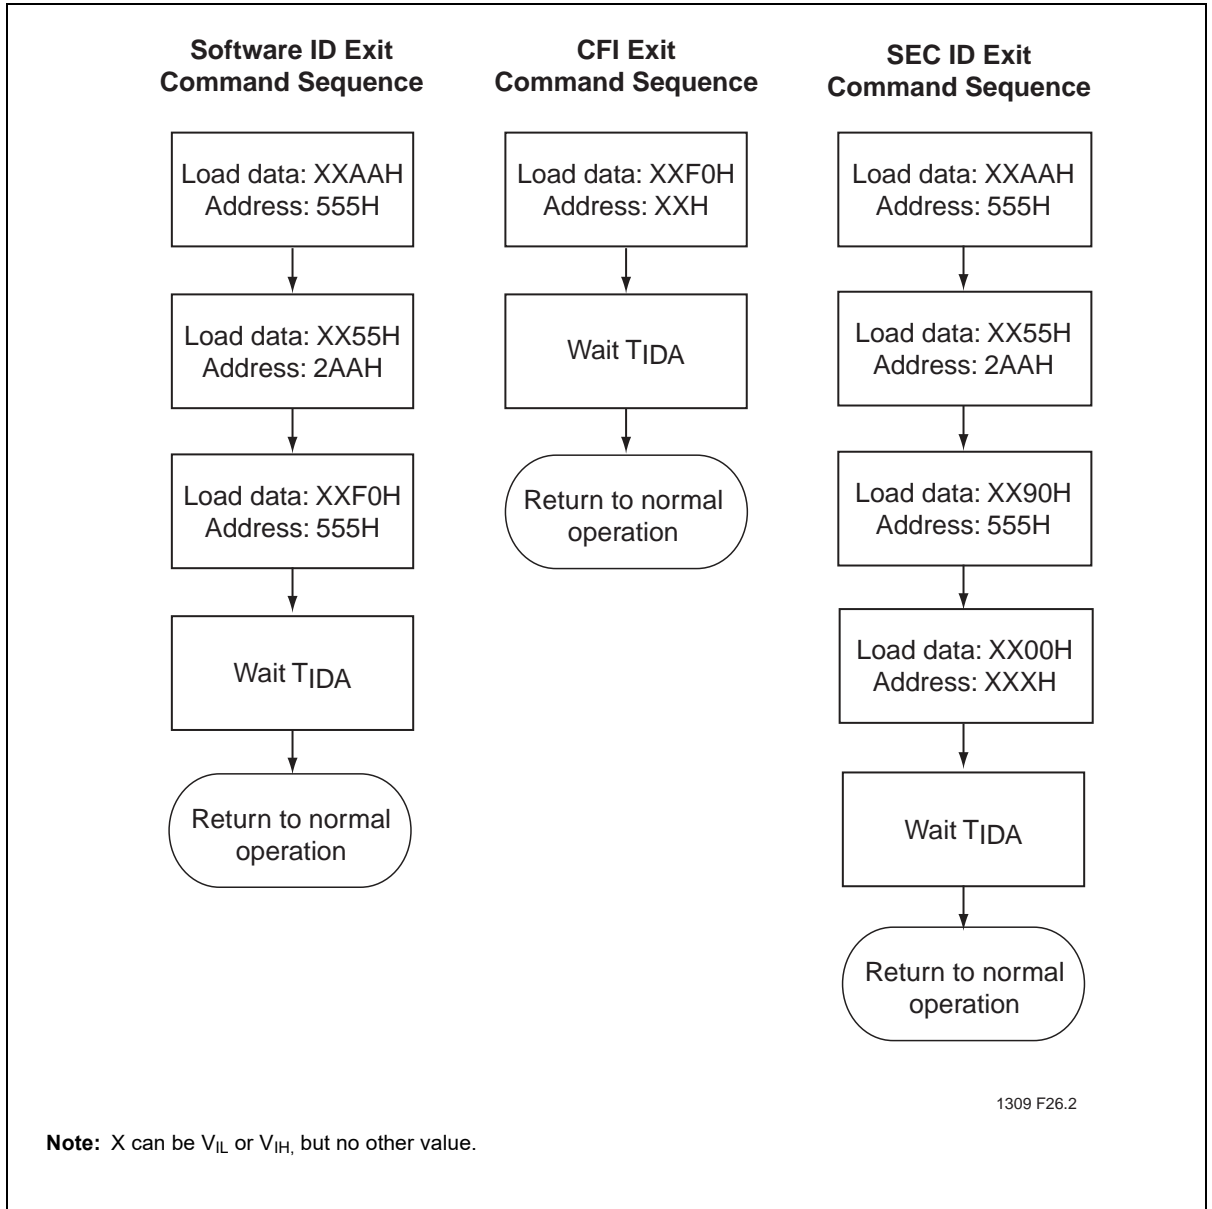 Software ID Exit
Command Sequence
Load data: XXAAH
Address: 555H
Load data: XX55H
Address: 2AAH
Load data: XXF0H
Address: 555H
Wait TIDA
Return to normal
operation
CFI Exit
Command Sequence
Load data: XXF0H
Address: XXH
Wait TIDA
Return to normal
operation
SEC ID Exit
Command Sequence
Load data: XXAAH
Address: 555H
Load data: XX55H
Address: 2AAH
Load data: XX90H
Address: 555H
Load data: XX00H
Address: XXXH
Wait TIDA
Return to normal
operation
1309 F26.2
Note: X can be VIL or VIH, but no other value.